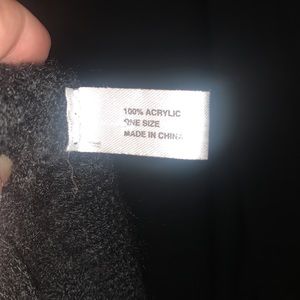 100% ACRYLIC
ONE SIZE
MADE IN CHINA